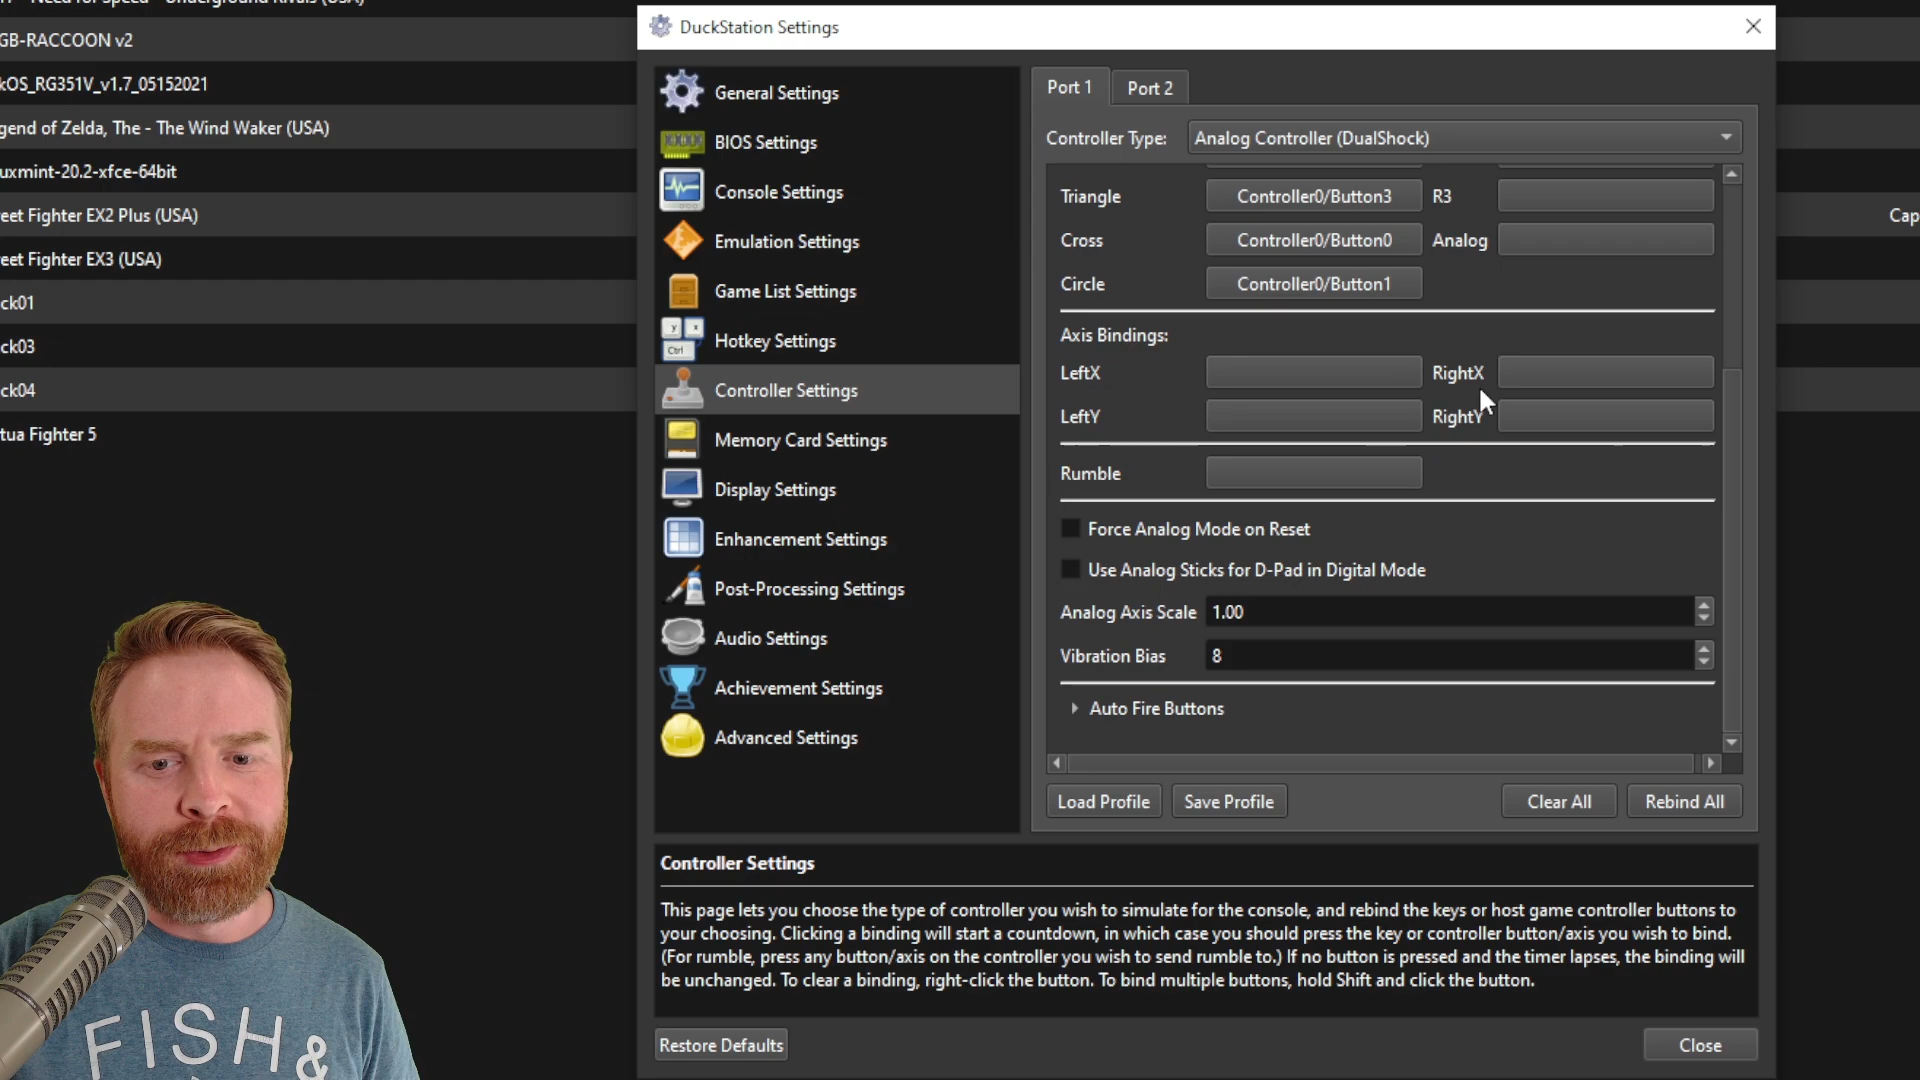 Need for Speed - Underground Rivals (USA)
GB-RACCOON v2
kOS_RG351V_v1.7_05152021
gend of Zelda, The - The Wind Waker (USA)
uxmint-20.2-xfce-64bit
eet Fighter EX2 Plus (USA)
eet Fighter EX3 (USA)
ck01
ck03
ck04
tua Fighter 5
Cap
DuckStation Settings
General Settings
BIOS Settings
Console Settings
Emulation Settings
Game List Settings
Hotkey Settings
Controller Settings
Memory Card Settings
Display Settings
Enhancement Settings
Post-Processing Settings
Audio Settings
Achievement Settings
Advanced Settings
Port 1 Port 2
Controller Type: Analog Controller (DualShock)
Triangle Controller0/Button3 R3
Cross Controller0/Button0 Analog
Circle Controller0/Button1
Axis Bindings:
LeftX RightX
LeftY RightY
Rumble
Force Analog Mode on Reset
Use Analog Sticks for D-Pad in Digital Mode
Analog Axis Scale 1.00
Vibration Bias 8
Auto Fire Buttons
Load Profile Save Profile Clear All Rebind All
Controller Settings
This page lets you choose the type of controller you wish to simulate for the console, and rebind the keys or host game controller buttons to
your choosing. Clicking a binding will start a countdown, in which case you should press the key or controller button/axis you wish to bind.
(For rumble, press any button/axis on the controller you wish to send rumble to.) If no button is pressed and the timer lapses, the binding will
be unchanged. To clear a binding, right-click the button. To bind multiple buttons, hold Shift and click the button.
Restore Defaults Close
FISH &